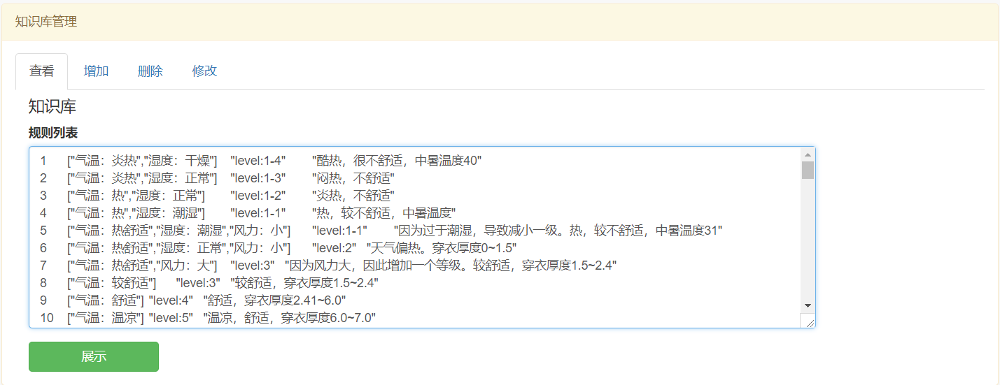 知识库管理
查看 增加 删除 修改
知识库
规则列表
1 ["气温：炎热","湿度：干燥"] "level:1-4" "酷热，很不舒适，中暑温度40"
2 ["气温：炎热","湿度：正常"] "level:1-3" "闷热，不舒适"
3 ["气温：热","湿度：正常"] "level:1-2" "炎热，不舒适"
4 ["气温：热","湿度：潮湿"] "level:1-1" "热，较不舒适，中暑温度"
5 ["气温：热舒适","湿度：潮湿","风力：小"] "level:1-1" "因为过于潮湿，导致减小一级。热，较不舒适，中暑温度31"
6 ["气温：热舒适","湿度：正常","风力：小"] "level:2" "天气偏热。穿衣厚度0~1.5"
7 ["气温：热舒适","风力：大"] "level:3" "因为风力大，因此增加一个等级。较舒适，穿衣厚度1.5~2.4"
8 ["气温：较舒适"] "level:3" "较舒适，穿衣厚度1.5~2.4"
9 ["气温：舒适"] "level:4" "舒适，穿衣厚度2.41~6.0"
10 ["气温：温凉"] "level:5" "温凉，舒适，穿衣厚度6.0~7.0"
展示